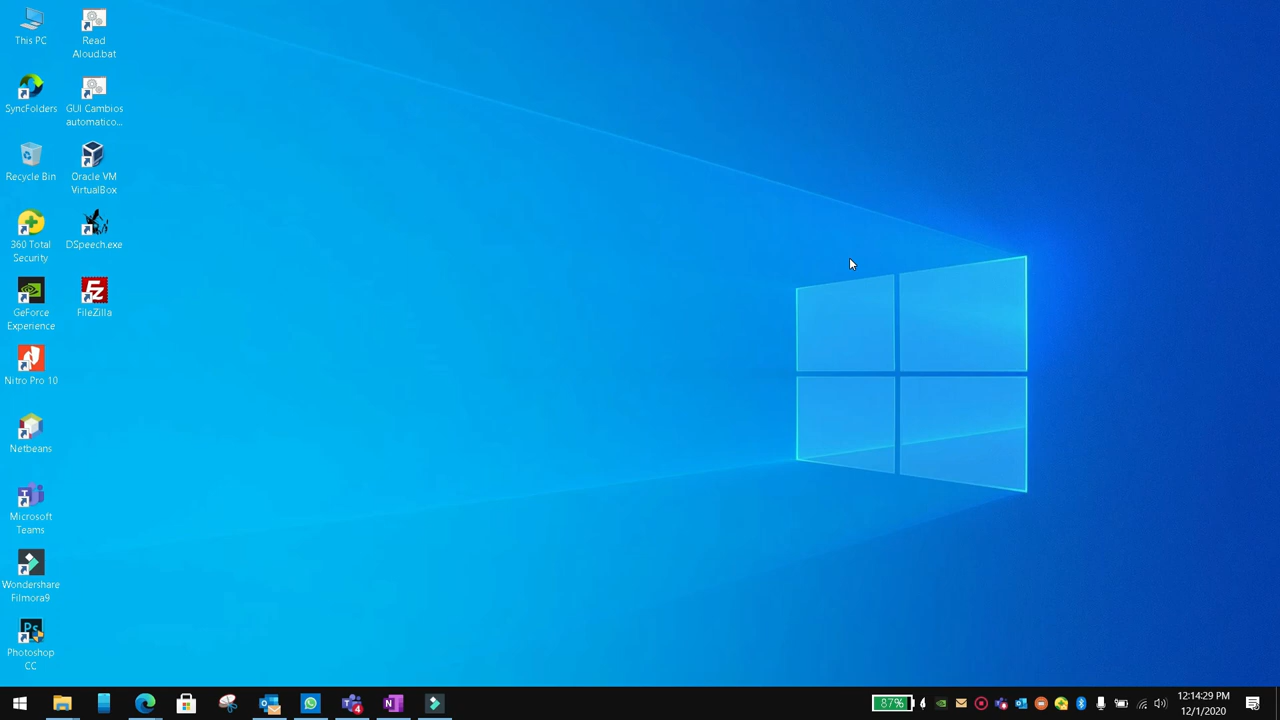 This PC
Read
Aloud.bat
SyncFolders
GUI Cambios
automatico...
Recycle Bin
Oracle VM
VirtualBox
360 Total
Security
DSpeech.exe
GeForce
Experience
FileZilla
Nitro Pro 10
Netbeans
Microsoft
Teams
Wondershare
Filmora9
Photoshop
CC
87%
12:14:29 PM
12/1/2020